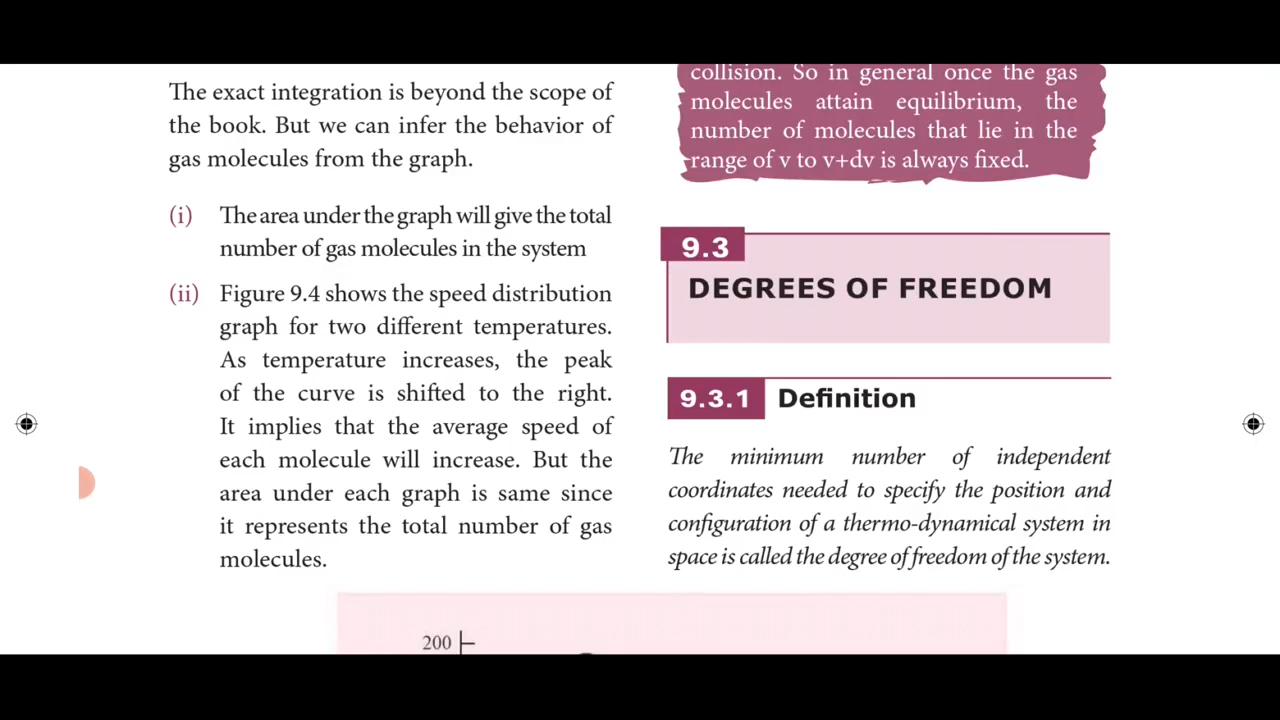 The exact integration is beyond the scope of
the book. But we can infer the behavior of
gas molecules from the graph.
(i) The area under the graph will give the total
number of gas molecules in the system
(ii) Figure 9.4 shows the speed distribution
graph for two different temperatures.
As temperature increases, the peak
of the curve is shifted to the right.
It implies that the average speed of
each molecule will increase. But the
area under each graph is same since
it represents the total number of gas
molecules.
collision. So in general once the gas
molecules attain equilibrium, the
number of molecules that lie in the
range of v to v+dv is always fixed.
9.3
DEGREES OF FREEDOM
9.3.1 Definition
The minimum number of independent
coordinates needed to specify the position and
configuration of a thermo-dynamical system in
space is called the degree of freedom of the system.
200